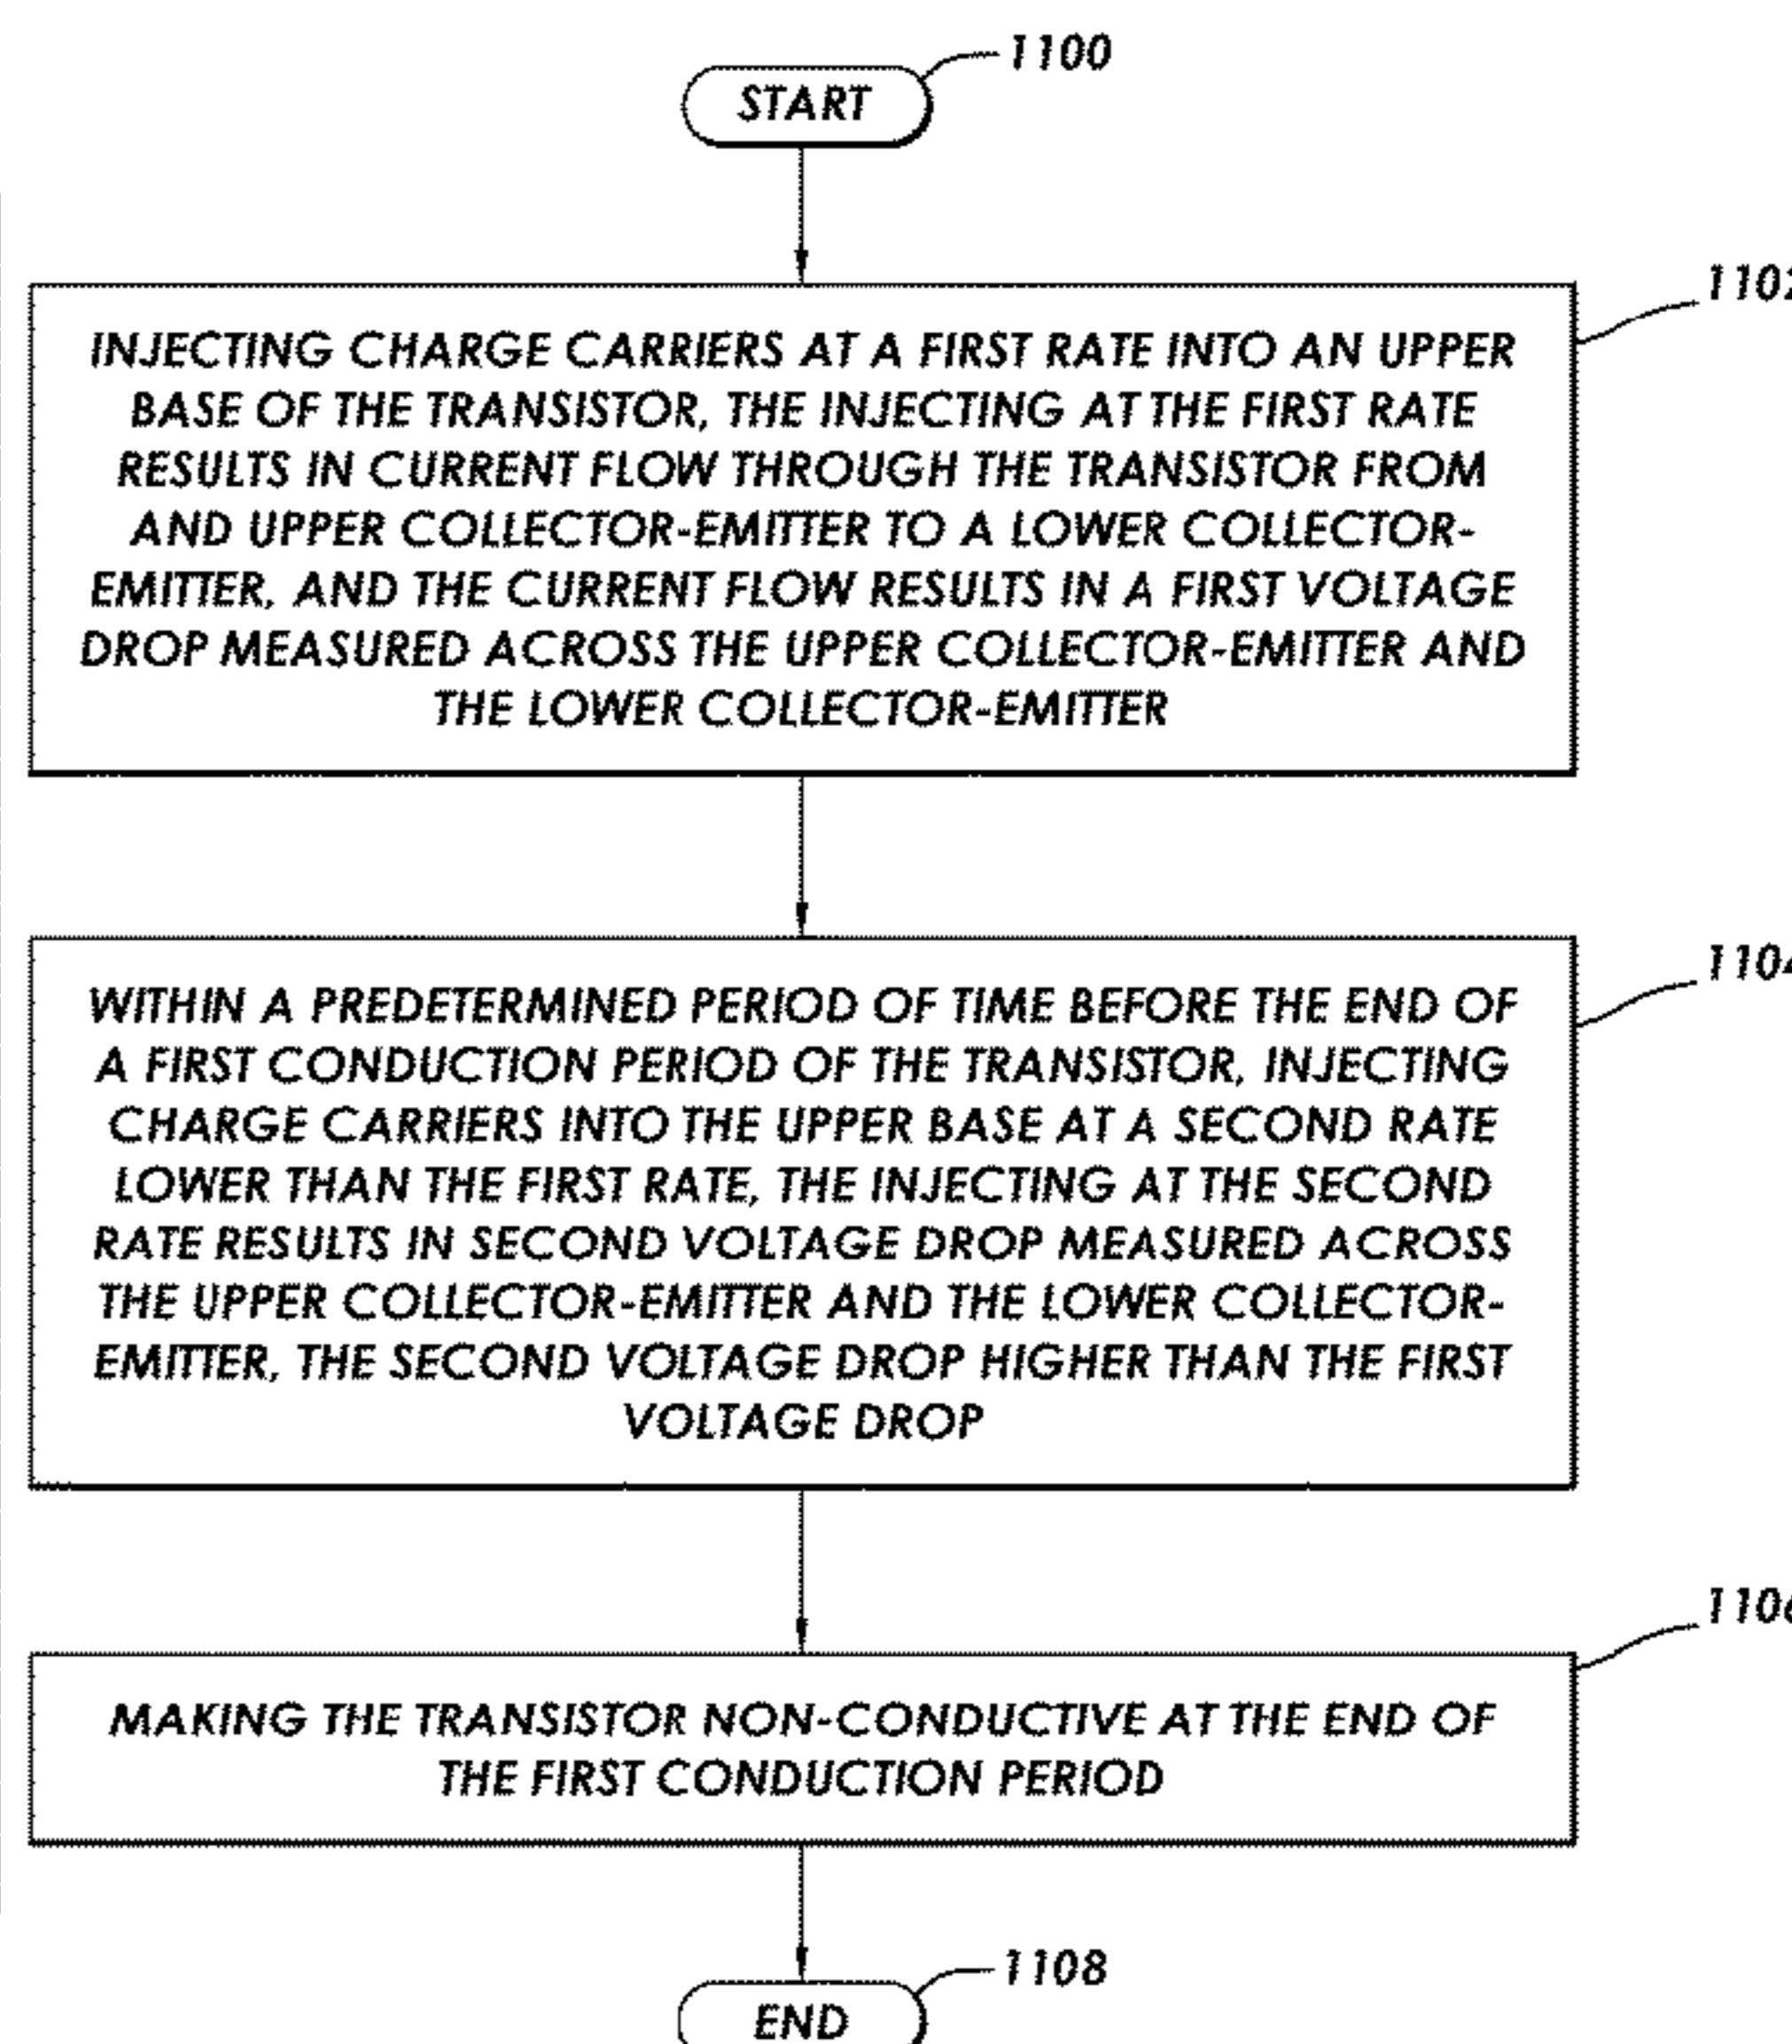 1100
START
1102
INJECTING CHARGE CARRIERS AT A FIRST RATE INTO AN UPPER
BASE OF THE TRANSISTOR, THE INJECTING AT THE FIRST RATE
RESULTS IN CURRENT FLOW THROUGH THE TRANSISTOR FROM
AND UPPER COLLECTOR-EMITTER TO A LOWER COLLECTOR-
EMITTER, AND THE CURRENT FLOW RESULTS IN A FIRST VOLTAGE
DROP MEASURED ACROSS THE UPPER COLLECTOR-EMITTER AND
THE LOWER COLLECTOR-EMITTER
1104
WITHIN A PREDETERMINED PERIOD OF TIME BEFORE THE END OF
A FIRST CONDUCTION PERIOD OF THE TRANSISTOR, INJECTING
CHARGE CARRIERS INTO THE UPPER BASE AT A SECOND RATE
LOWER THAN THE FIRST RATE, THE INJECTING AT THE SECOND
RATE RESULTS IN SECOND VOLTAGE DROP MEASURED ACROSS
THE UPPER COLLECTOR-EMITTER AND THE LOWER COLLECTOR-
EMITTER, THE SECOND VOLTAGE DROP HIGHER THAN THE FIRST
VOLTAGE DROP
1106
MAKING THE TRANSISTOR NON-CONDUCTIVE AT THE END OF
THE FIRST CONDUCTION PERIOD
1108
END